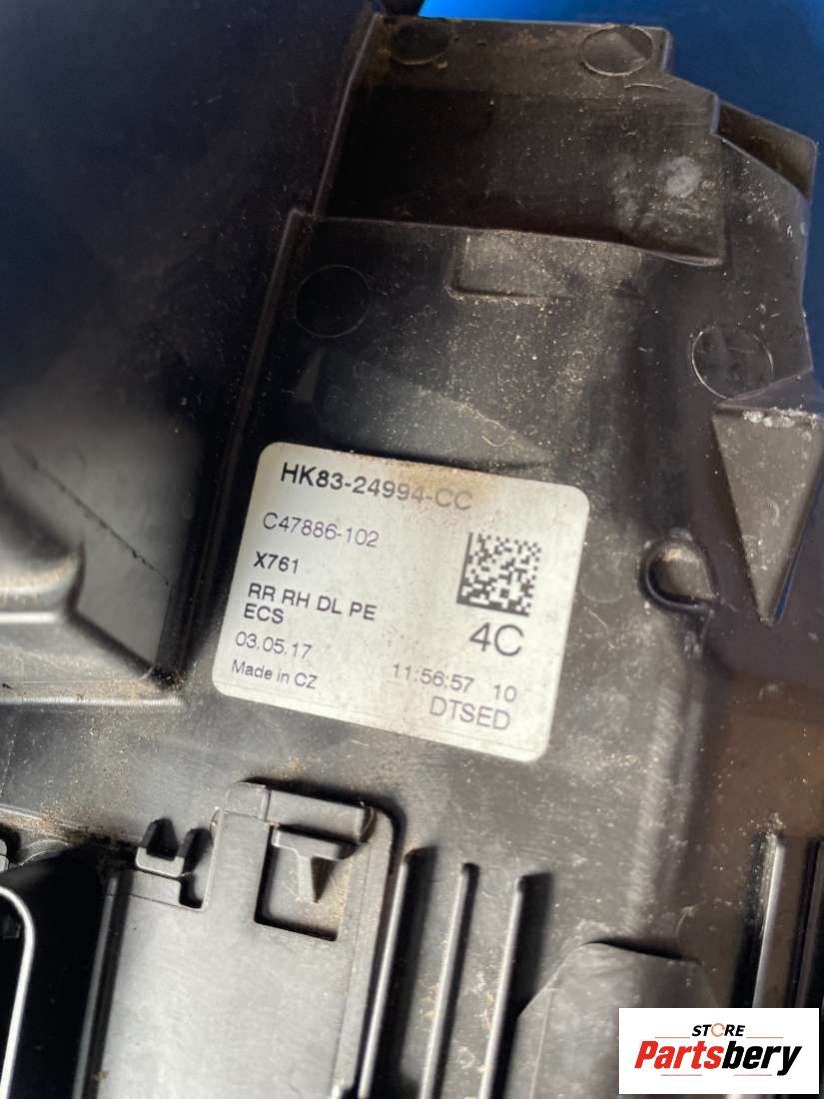 HK83-24994-CC
C47886-102
X761
RR RH DL PE
ECS
4C
03.05.17 11:56:57 10
Made in CZ DTSED
STORE
Partsbery